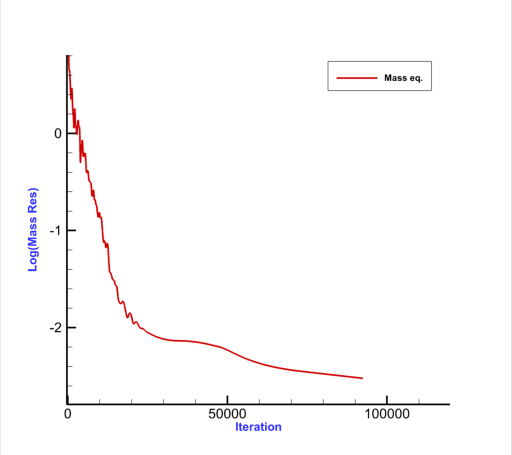 Mass eq.
0
-1
-2
Log(Mass Res)
0
50000
100000
Iteration